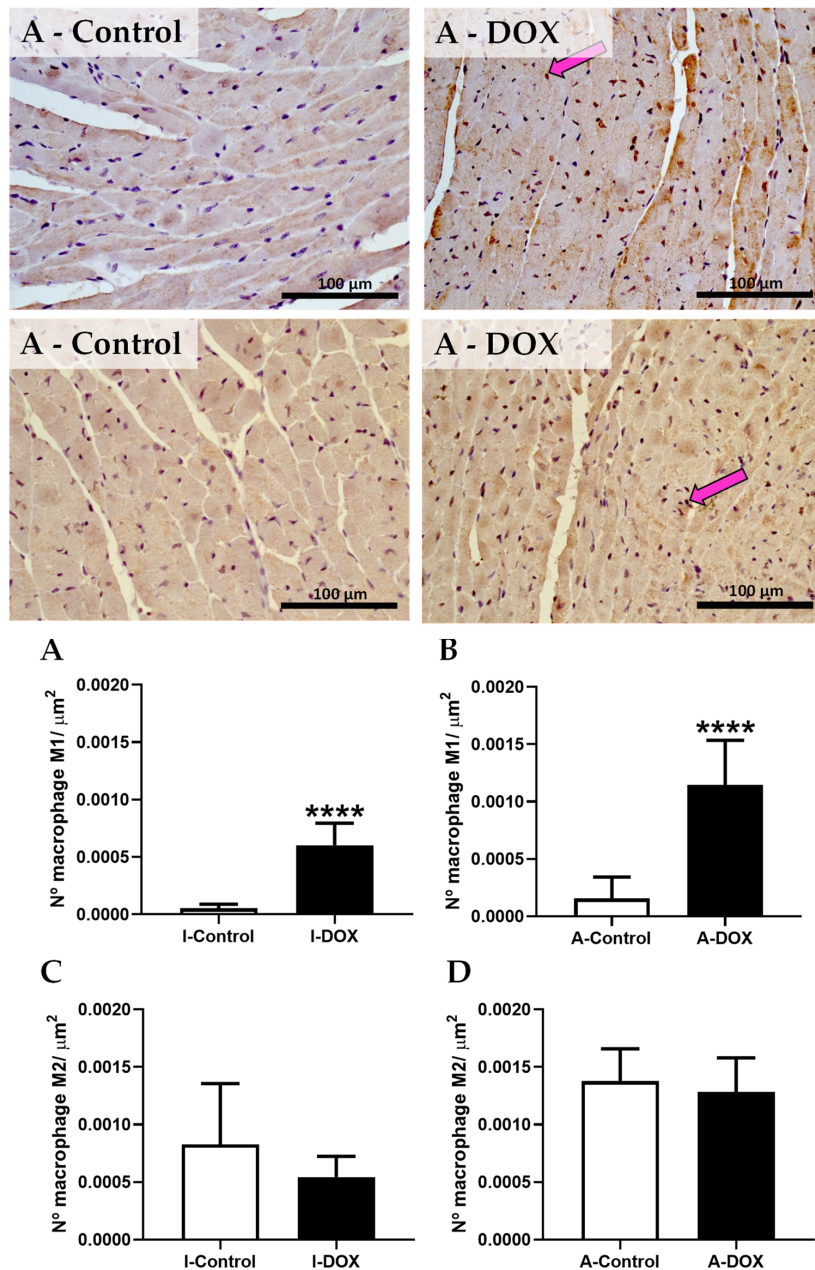 A - Control
A - DOX
100 µm
100 µm
A - Control
A - DOX
100 µm
100 µm
A
Nº macrophage M1/ µm²
0.0020
0.0015
0.0010
0.0005
0.0000
****
I-Control
I-DOX
B
Nº macrophage M1/ µm²
0.0020
0.0015
0.0010
0.0005
0.0000
****
A-Control
A-DOX
C
Nº macrophage M2/ µm²
0.0020
0.0015
0.0010
0.0005
0.0000
I-Control
I-DOX
D
Nº macrophage M2/ µm²
0.0020
0.0015
0.0010
0.0005
0.0000
A-Control
A-DOX